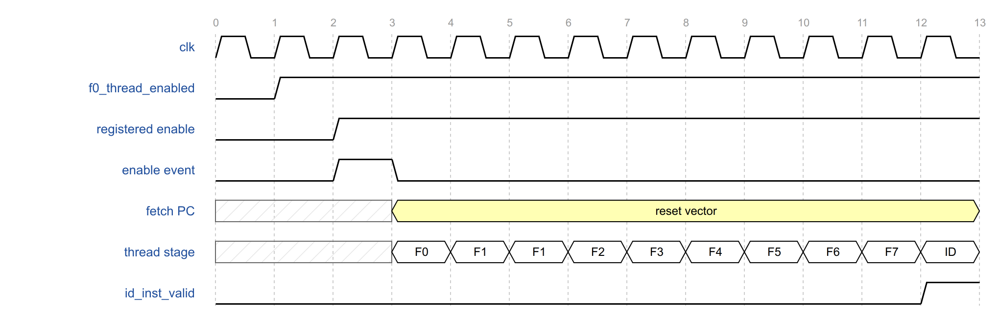 0 1 2 3 4 5 6 7 8 9 10 11 12 13
clk
f0_thread_enabled
registered enable
enable event
fetch PC reset vector
thread stage F0 F1 F1 F2 F3 F4 F5 F6 F7 ID
id_inst_valid